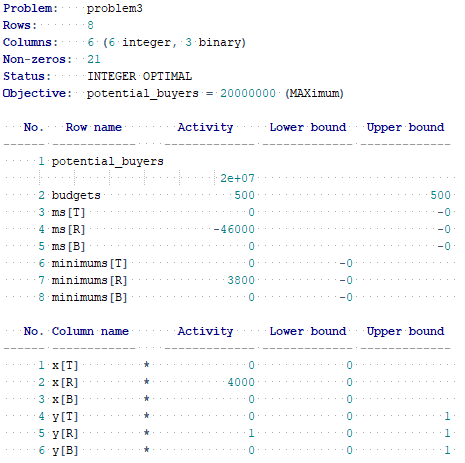 Problem: problem3
Rows: 8
Columns: 6 (6 integer, 3 binary)
Non-zeros: 21
Status: INTEGER OPTIMAL
Objective: potential_buyers = 20000000 (MAXimum)
No. Row name Activity Lower bound Upper bound
------ ------------ ------------- ------------- -------------
1 potential_buyers
2e+07
2 budgets 500 500
3 ms[T] 0 -0
4 ms[R] -46000 -0
5 ms[B] 0 -0
6 minimums[T] 0 -0
7 minimums[R] 3800 -0
8 minimums[B] 0 -0
No. Column name Activity Lower bound Upper bound
------ ------------ ------------- ------------- -------------
1 x[T] * 0 0
2 x[R] * 4000 0
3 x[B] * 0 0
4 y[T] * 0 0 1
5 y[R] * 1 0 1
6 y[B] * 0 0 1